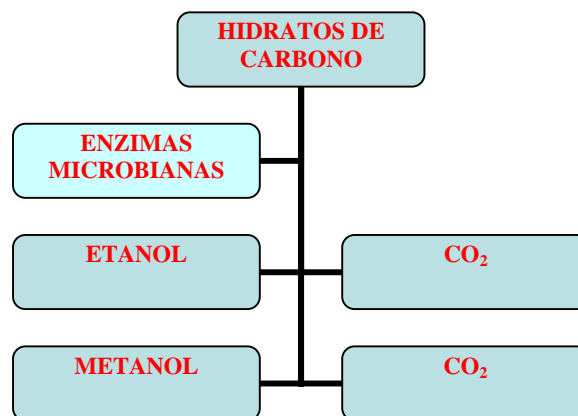 HIDRATOS DE
CARBONO
ENZIMAS
MICROBIANAS
ETANOL
CO₂
METANOL
CO₂